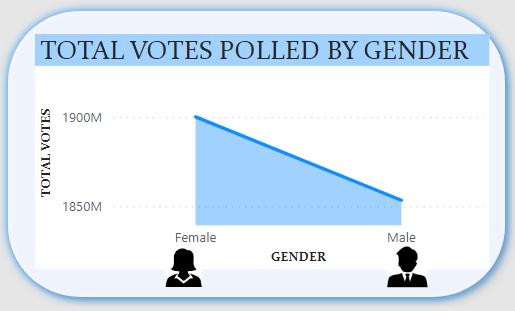 TOTAL VOTES POLLED BY GENDER
TOTAL VOTES
1900M
1850M
Female
Male
GENDER